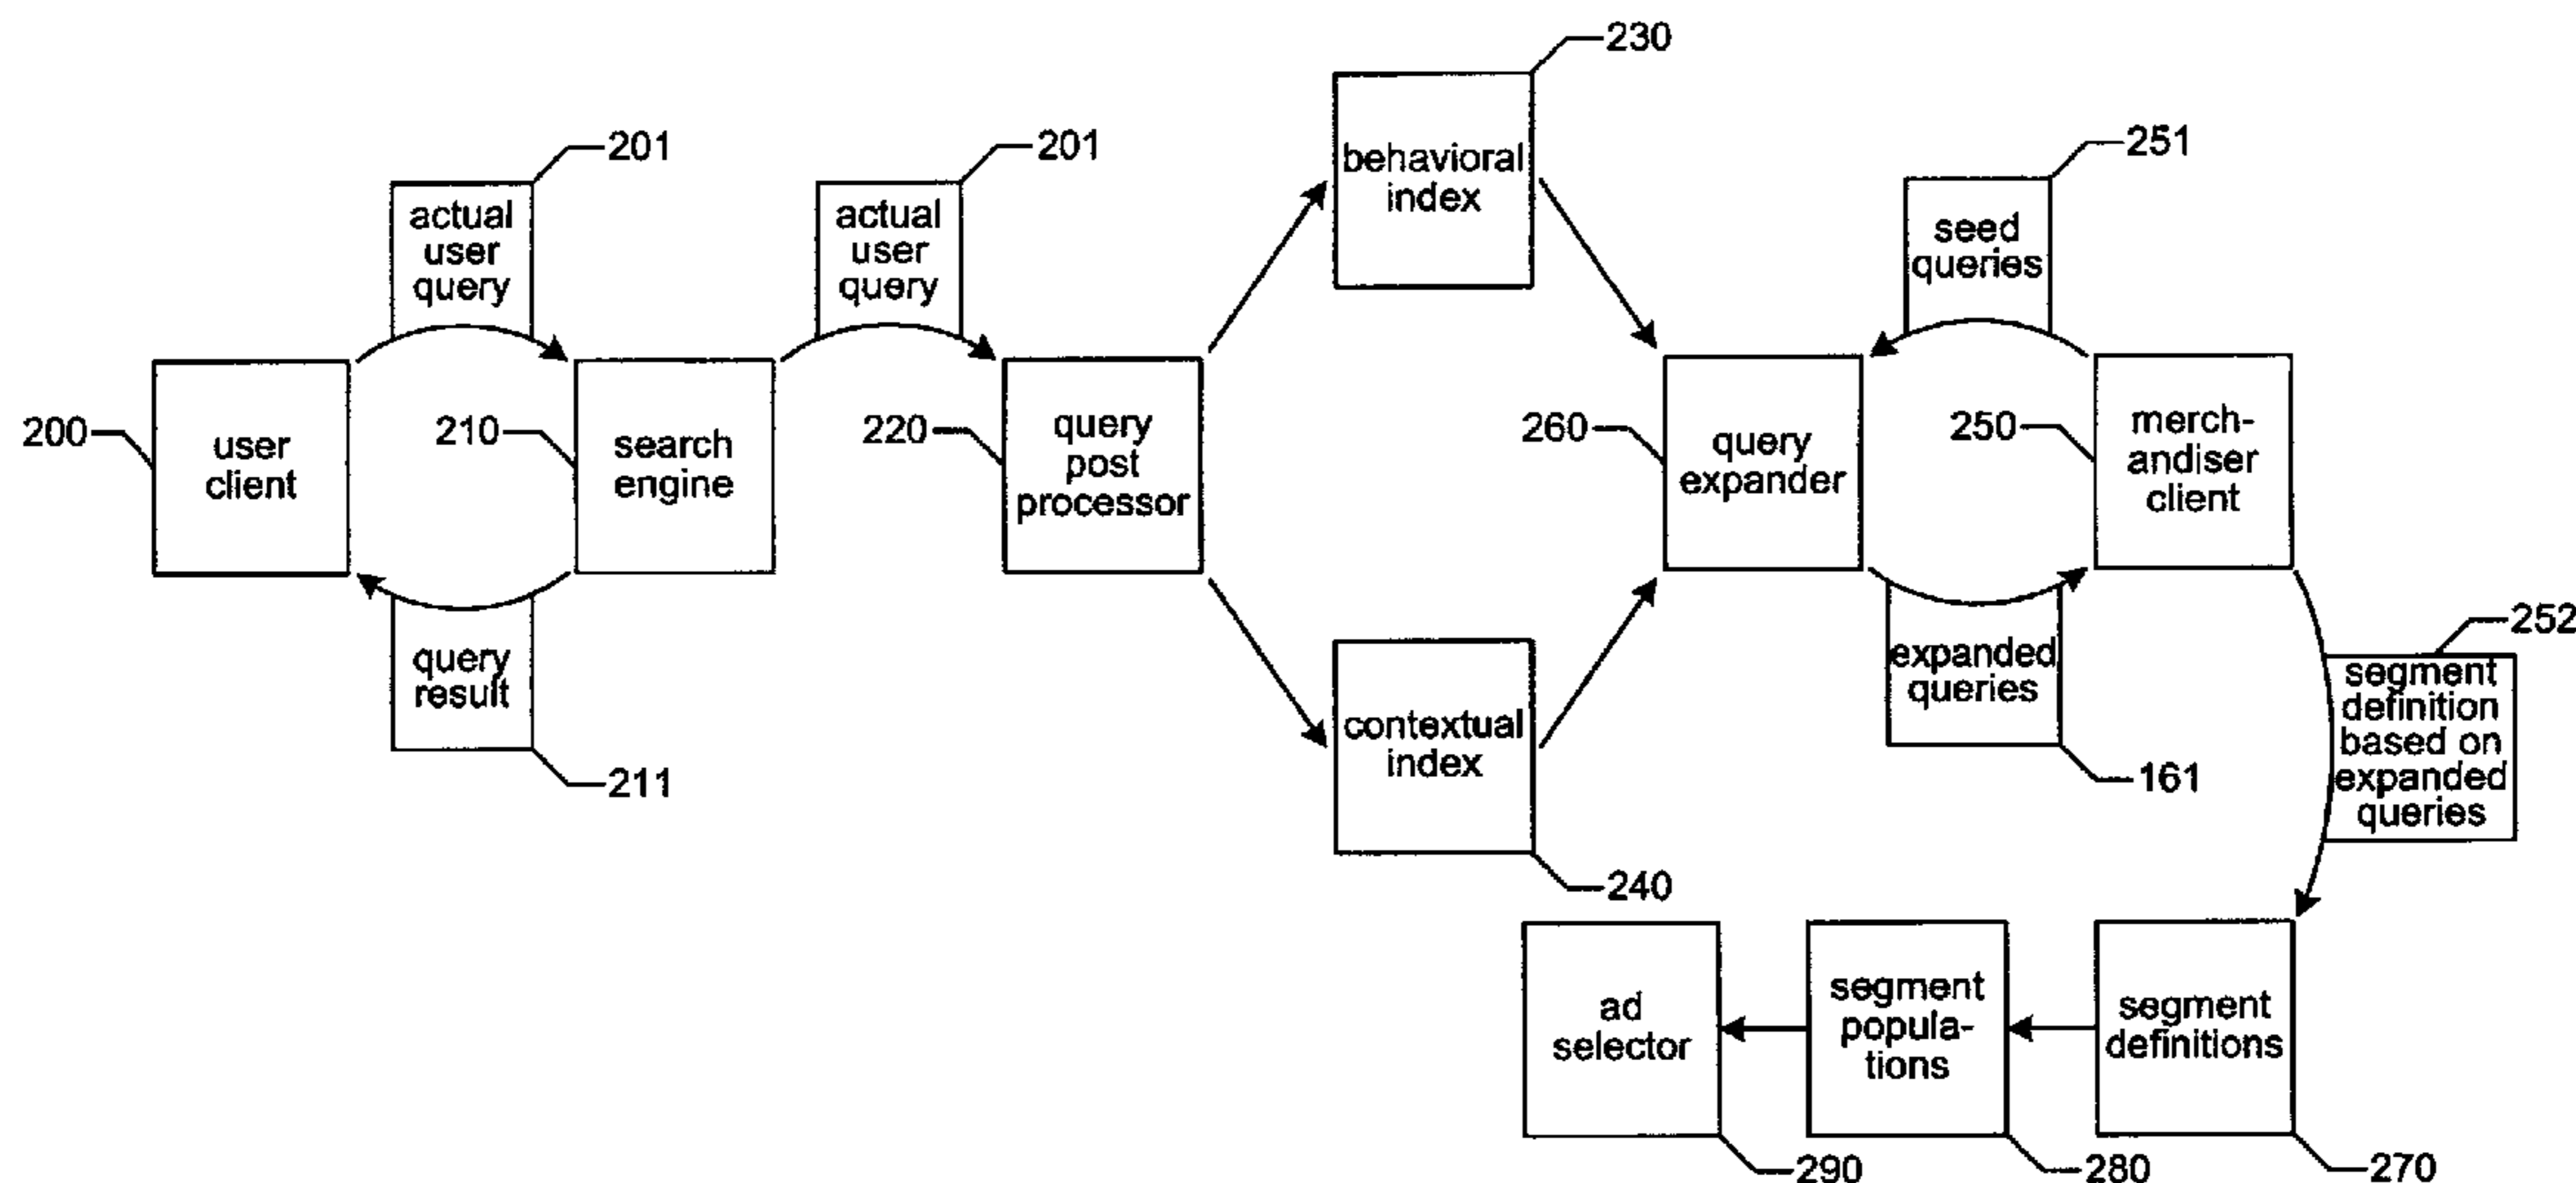 230
201
201
251
behavioral
index
actual
user
query
actual
user
query
seed
queries
200
user
client
210
search
engine
220
query
post
processor
260
query
expander
250
merch-
andiser
client
query
result
211
contextual
index
240
expanded
queries
161
252
segment
definition
based on
expanded
queries
ad
selector
290
segment
popula-
tions
280
segment
definitions
270